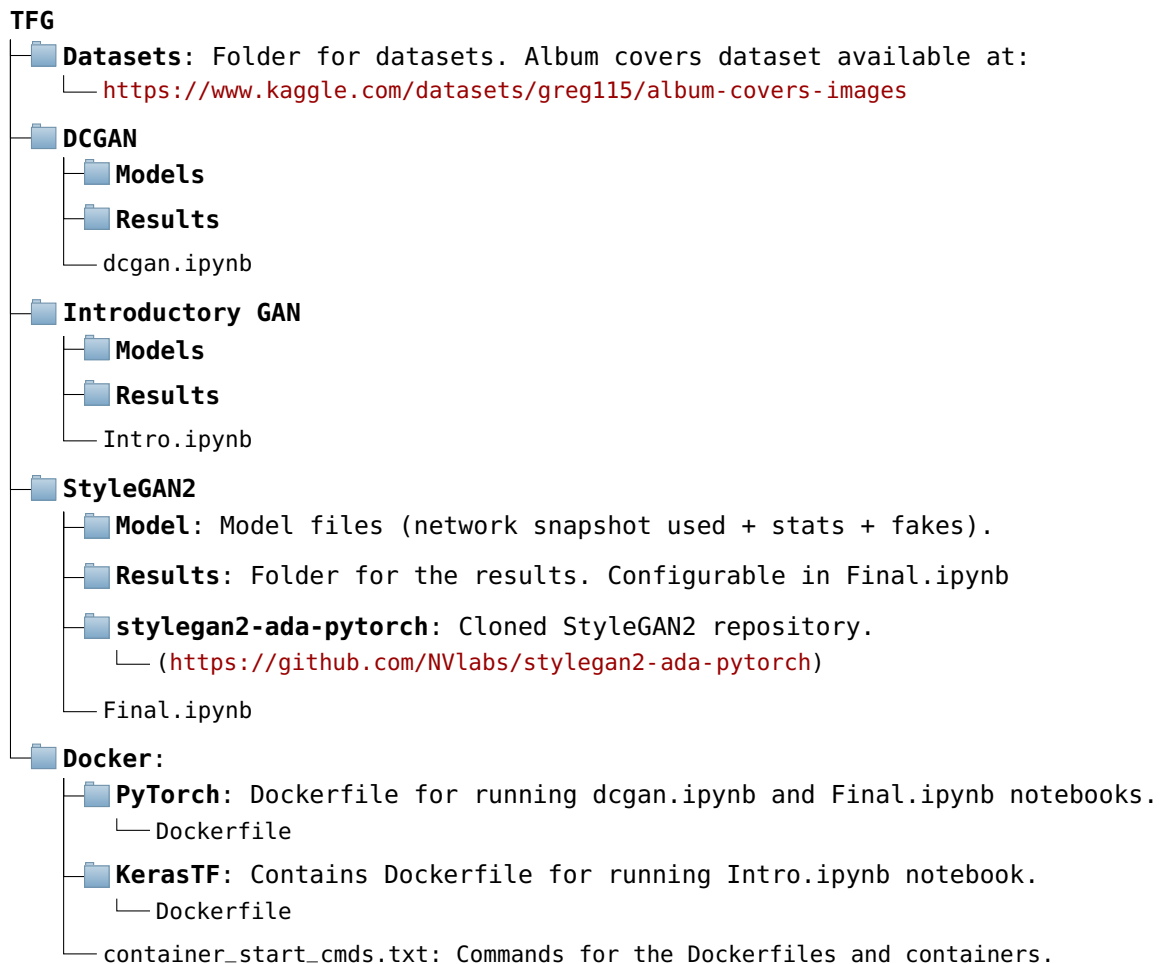 TFG
Datasets: Folder for datasets. Album covers dataset available at:
https://www.kaggle.com/datasets/greg115/album-covers-images
DCGAN
Models
Results
dcgan.ipynb
Introductory GAN
Models
Results
Intro.ipynb
StyleGAN2
Model: Model files (network snapshot used + stats + fakes).
Results: Folder for the results. Configurable in Final.ipynb
stylegan2-ada-pytorch: Cloned StyleGAN2 repository.
(https://github.com/NVlabs/stylegan2-ada-pytorch)
Final.ipynb
Docker:
PyTorch: Dockerfile for running dcgan.ipynb and Final.ipynb notebooks.
Dockerfile
KerasTF: Contains Dockerfile for running Intro.ipynb notebook.
Dockerfile
container_start_cmds.txt: Commands for the Dockerfiles and containers.